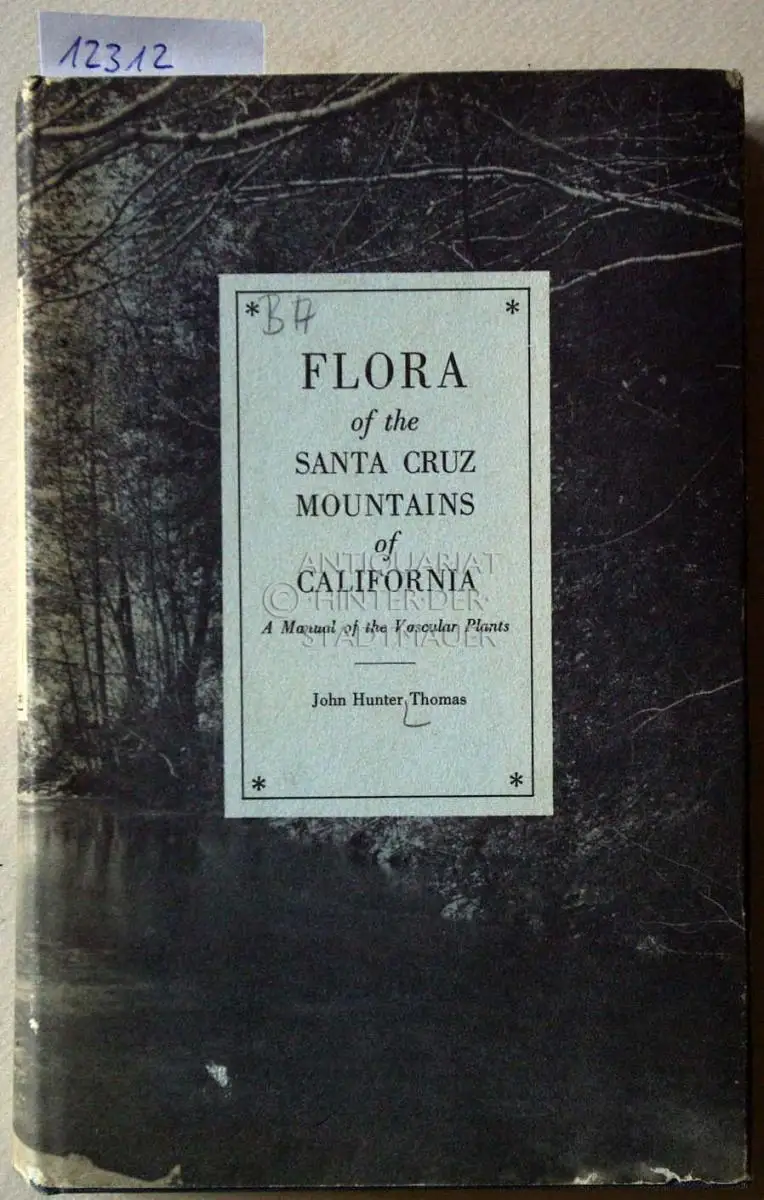 12312
* B *
FLORA
of the
SANTA CRUZ
MOUNTAINS
of
ANTIQUARIAT
CALIFORNIA
© HINTER DER
A Manual of the Vascular Plants
STADTMAUER
John Hunter Thomas
* *